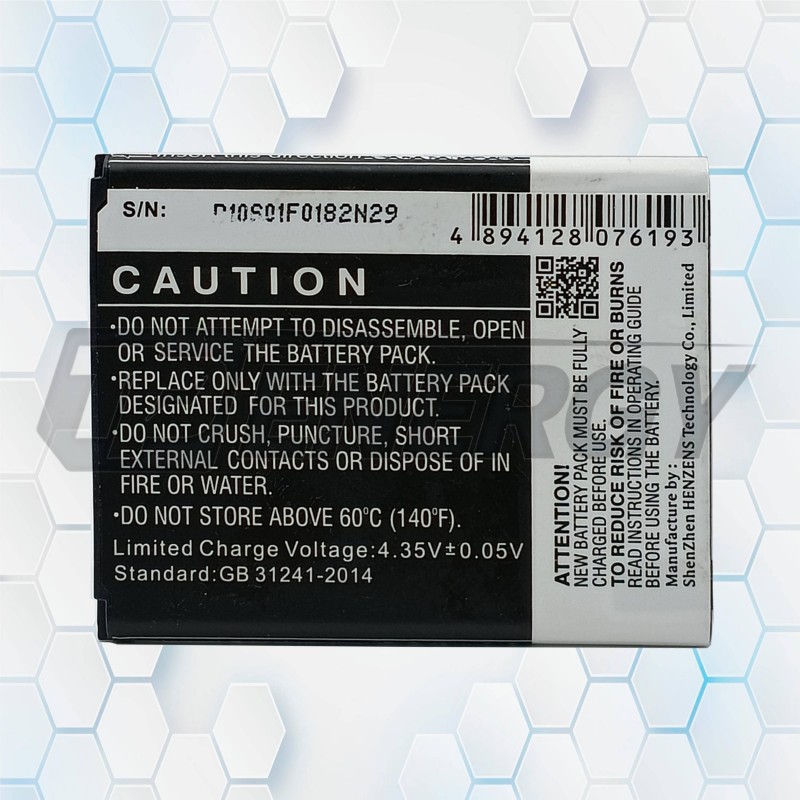 Insert this direction
S/N:
P10S01F0182N29
4 894128 076193
CAUTION
•DO NOT ATTEMPT TO DISASSEMBLE, OPEN
OR SERVICE THE BATTERY PACK.
•REPLACE ONLY WITH THE BATTERY PACK
DESIGNATED FOR THIS PRODUCT.
•DO NOT CRUSH, PUNCTURE, SHORT
EXTERNAL CONTACTS OR DISPOSE OF IN
FIRE OR WATER.
•DO NOT STORE ABOVE 60°C (140°F).
Limited Charge Voltage:4.35V±0.05V
Standard:GB 31241-2014
ATTENTION!
NEW BATTERY PACK MUST BE FULLY
CHARGED BEFORE USE.
TO REDUCE RISK OF FIRE OR BURNS
READ INSTRUCTIONS IN OPERATING GUIDE
BEFORE USING THE BATTERY.
Manufacture by :
ShenZhen HENZENS Technology Co., Limited